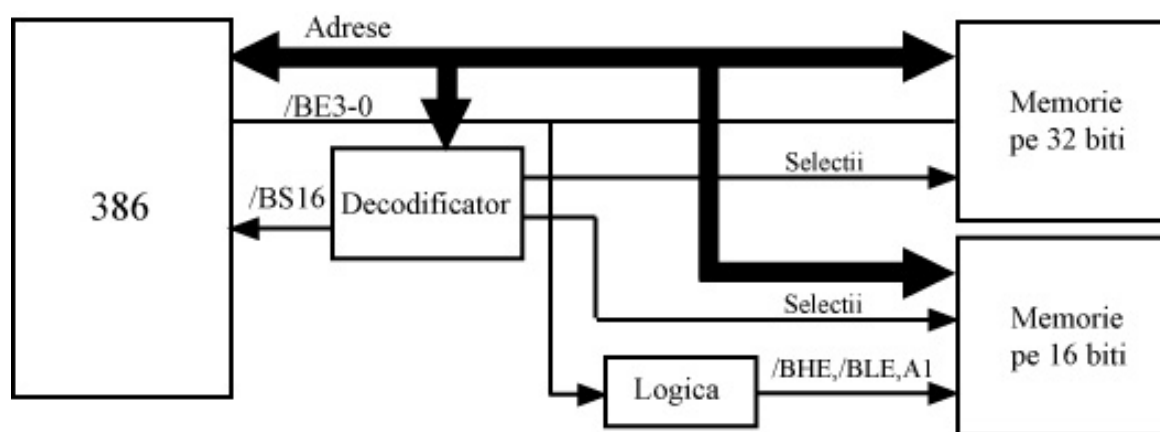 Adrese
/BE3-0
Memorie
pe 32 biti
Selectii
386
/BS16
Decodificator
Selectii
Memorie
pe 16 biti
Logica
/BHE,/BLE,A1